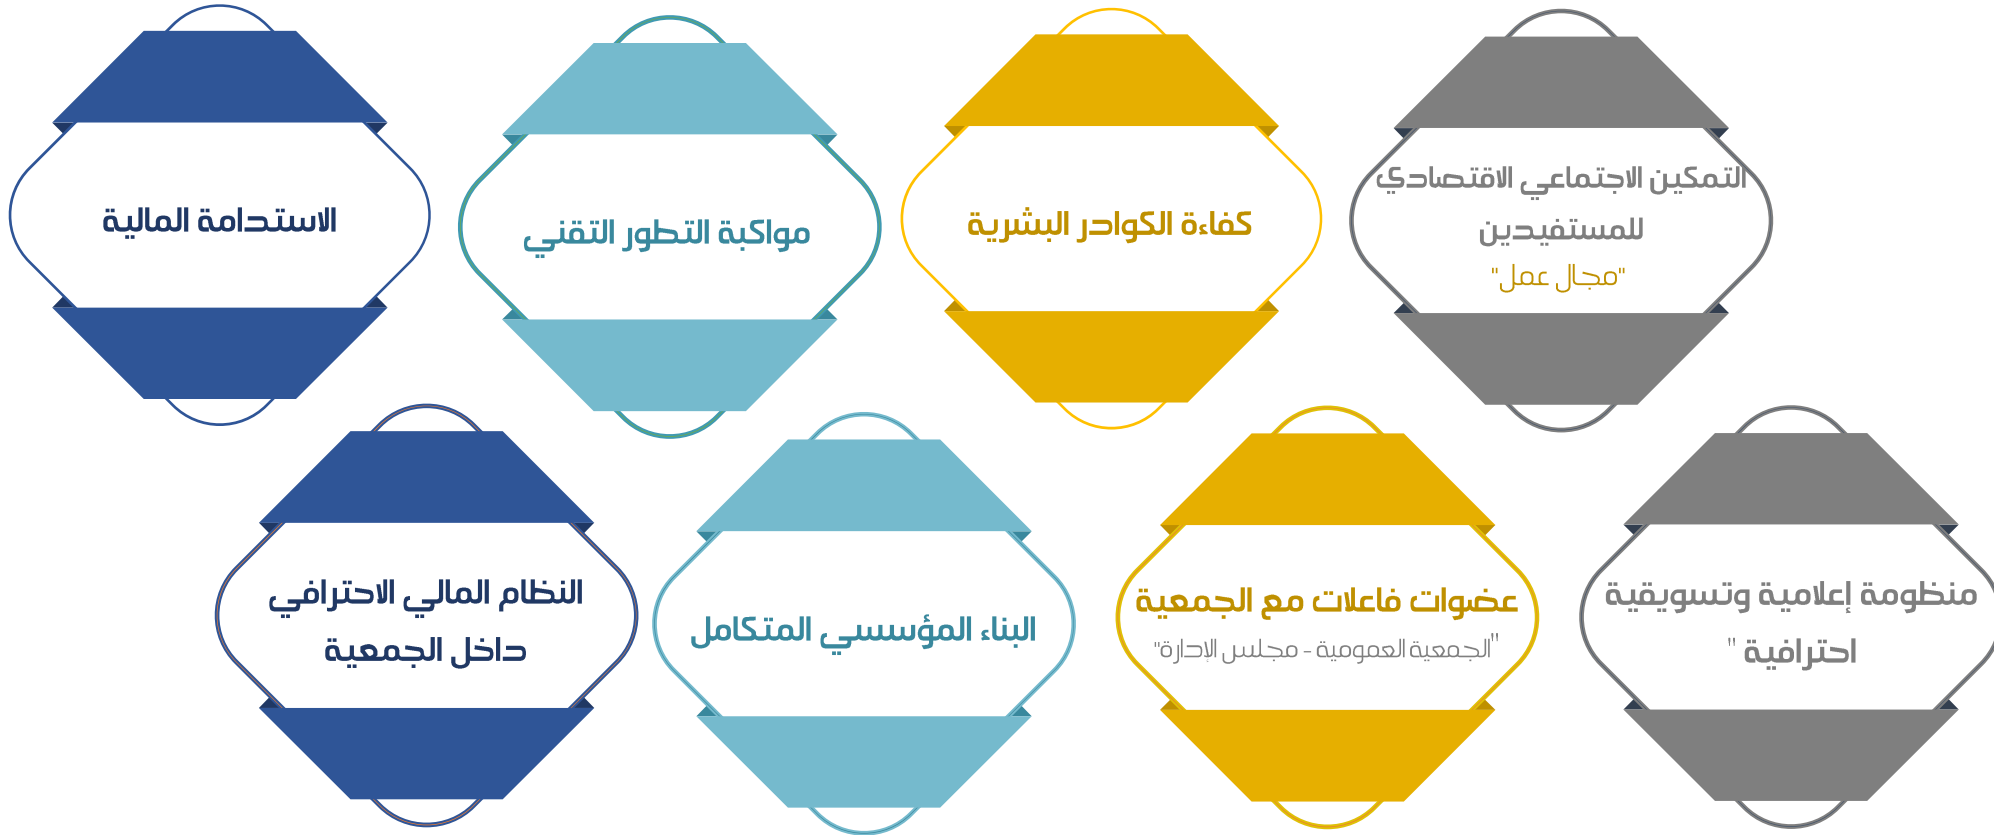 التمكين الاجتماعي الاقتصادي
للمستفيدين
"مجال عمل"
كفاءة الكوادر البشرية
مواكبة التطور التقني
الاستدامة المالية
منظومة إعلامية وتسويقية
احترافية "
عضوات فاعلات مع الجمعية
"الجمعية العمومية - مجلس الإدارة"
البناء المؤسسي المتكامل
النظام المالي الاحترافي
داخل الجمعية